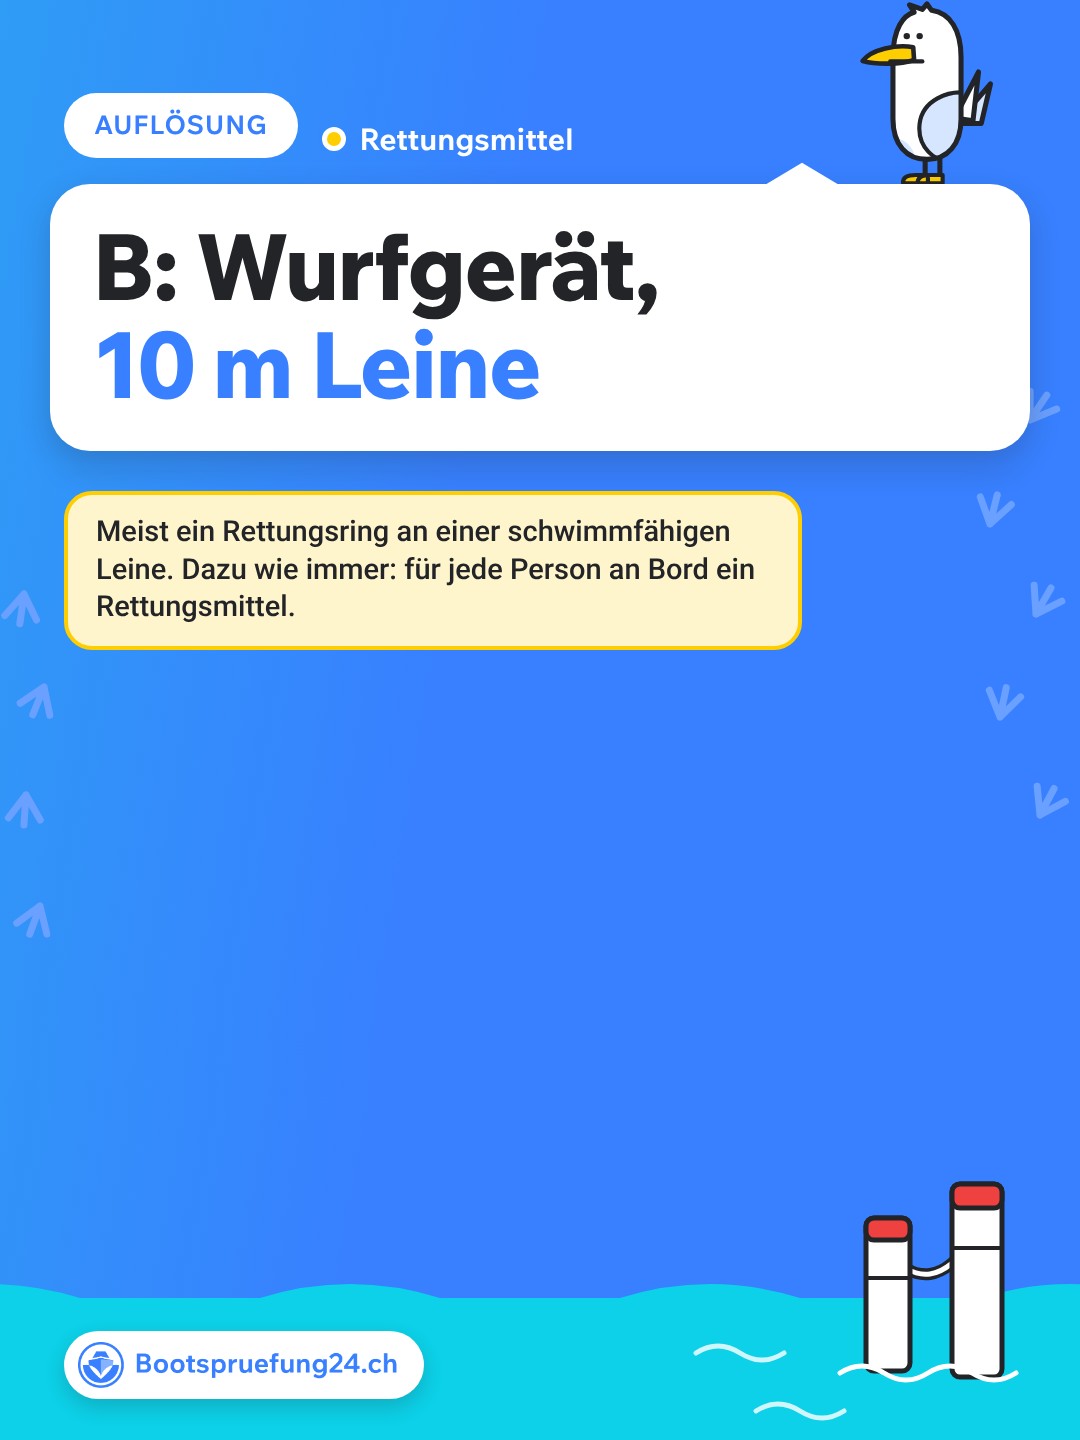 AUFLÖSUNG
Rettungsmittel
B: Wurfgerät,
10 m Leine
Meist ein Rettungsring an einer schwimmfähigen
Leine. Dazu wie immer: für jede Person an Bord ein
Rettungsmittel.
Bootspruefung24.ch